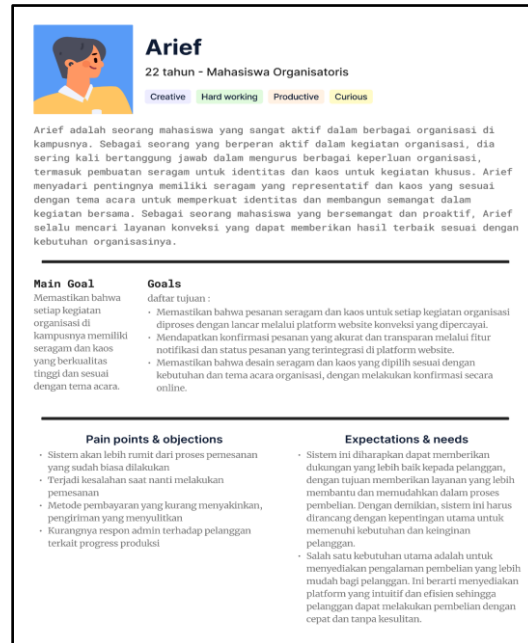 Arief
22 tahun - Mahasiswa Organisatoris
Creative Hard working Productive Curious
Arief adalah seorang mahasiswa yang sangat aktif dalam berbagai organisasi di
kampusnya. Sebagai seorang yang berperan aktif dalam kegiatan organisasi, dia
sering kali bertanggung jawab dalam mengurus berbagai keperluan organisasi,
termasuk pembuatan seragam untuk identitas dan kaos untuk kegiatan khusus. Arief
menyadari pentingnya memiliki seragam yang representatif dan kaos yang sesuai
dengan tema acara untuk memperkuat identitas dan membangun semangat dalam
kegiatan bersama. Sebagai seorang mahasiswa yang bersemangat dan proaktif, Arief
selalu mencari layanan konveksi yang dapat memberikan hasil terbaik sesuai dengan
kebutuhan organisasinya.
Main Goal
Memastikan bahwa
setiap kegiatan
organisasi di
kampusnya memiliki
seragam dan kaos
yang berkualitas
tinggi dan sesuai
dengan tema acara.
Goals
daftar tujuan :
• Memastikan bahwa pesanan seragam dan kaos untuk setiap kegiatan organisasi
diproses dengan lancar melalui platform website konveksi yang dipercayai.
• Mendapatkan konfirmasi pesanan yang akurat dan transparan melalui fitur
notifikasi dan status pesanan yang terintegrasi di platform website.
• Memastikan bahwa desain seragam dan kaos yang dipilih sesuai dengan
kebutuhan dan tema acara organisasi, dengan melakukan konfirmasi secara
online.
Pain points & objections
• Sistem akan lebih rumit dari proses pemesanan
yang sudah biasa dilakukan
• Terjadi kesalahan saat nanti melakukan
pemesanan
• Metode pembayaran yang kurang menyakinkan,
pengiriman yang menyulitkan
• Kurangnya respon admin terhadap pelanggan
terkait progress produksi
Expectations & needs
• Sistem ini diharapkan dapat memberikan
dukungan yang lebih baik kepada pelanggan,
dengan tujuan memberikan layanan yang lebih
membantu dan memudahkan dalam proses
pembelian. Dengan demikian, sistem ini harus
dirancang dengan kepentingan utama untuk
memenuhi kebutuhan dan keinginan
pelanggan.
• Salah satu kebutuhan utama adalah untuk
menyediakan pengalaman pembelian yang lebih
mudah bagi pelanggan. Ini berarti menyediakan
platform yang intuitif dan efisien sehingga
pelanggan dapat melakukan pembelian dengan
cepat dan tanpa kesulitan.